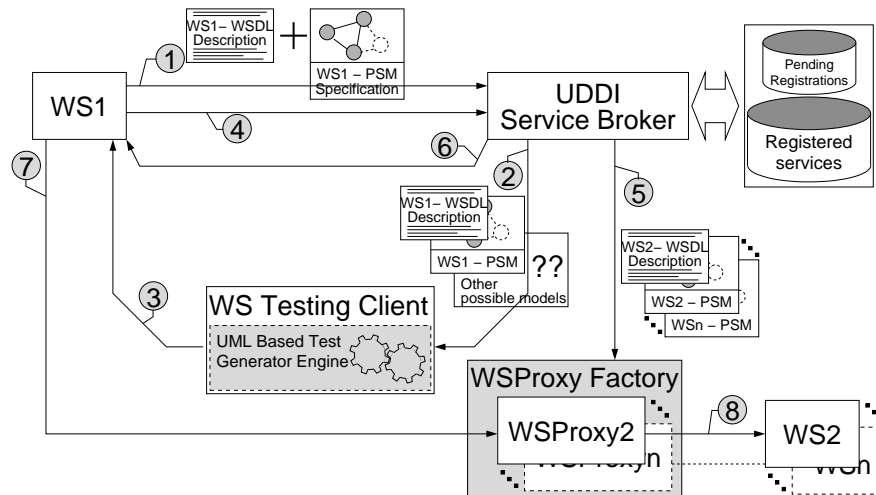 WS1– WSDL
Description
WS1 – PSM
Specification
1
WS1
4
UDDI
Service Broker
Pending
Registrations
Registered
services
6
7
2
5
WS1– WSDL
Description
WS1 – PSM
??
Other
possible models
WS2– WSDL
Description
WS2 – PSM
WSn – PSM
3
WS Testing Client
UML Based Test
Generator Engine
WSProxy Factory
WSProxy2
WSProxyn
8
WS2
WSn